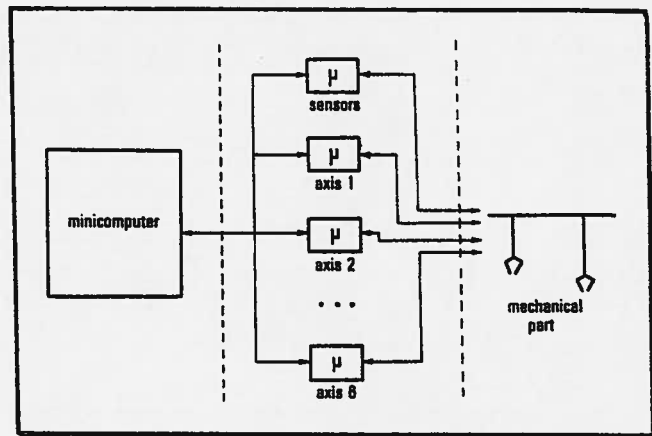 μ
sensors
μ
axis 1
minicomputer
μ
axis 2
• • •
μ
axis 6
mechanical
part